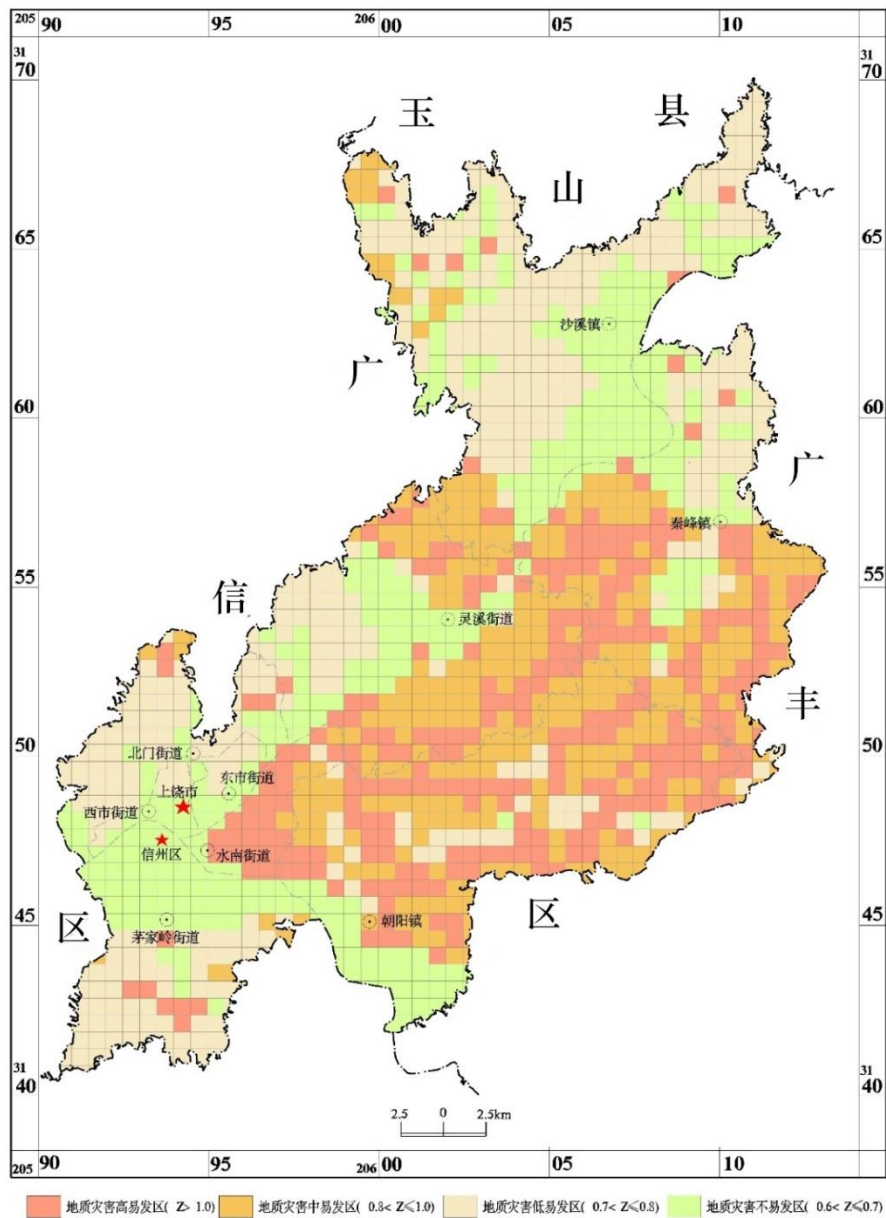 205 90 95 206 00 05 10
31 70 31 70
玉 县
山
65 65
沙溪镇
广
60 60
广
秦峰镇
55 55
信
灵溪街道
丰
50 50
北门街道
东市街道
上饶市
西市街道
信州区 水南街道
45 区 朝阳镇 区 45
茅家岭街道
31 40 31 40
2.5 0 2.5km
205 90 95 206 00 05 10
地质灾害高易发区( Z> 1.0) 地质灾害中易发区( 0.8< Z≤1.0) 地质灾害低易发区( 0.7< Z≤0.8) 地质灾害不易发区( 0.6< Z≤0.7)